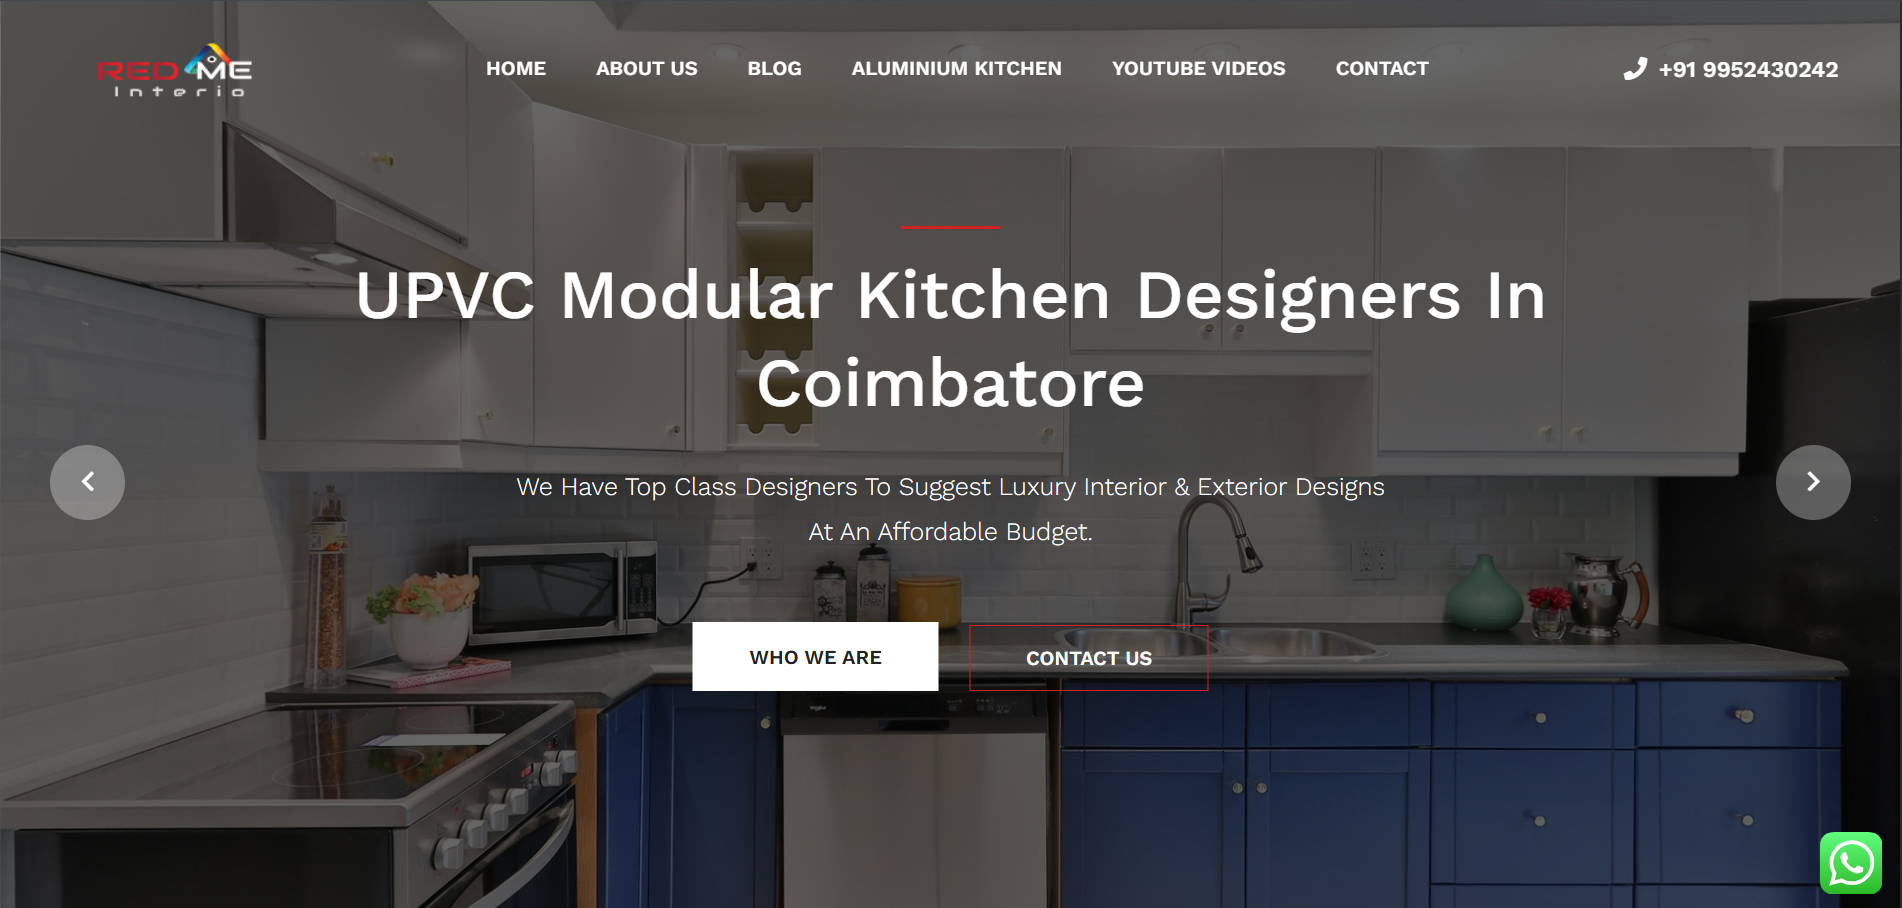 RED ME
Interio
HOME
ABOUT US
BLOG
ALUMINIUM KITCHEN
YOUTUBE VIDEOS
CONTACT
+91 9952430242
UPVC Modular Kitchen Designers In
Coimbatore
We Have Top Class Designers To Suggest Luxury Interior & Exterior Designs
At An Affordable Budget.
WHO WE ARE
CONTACT US